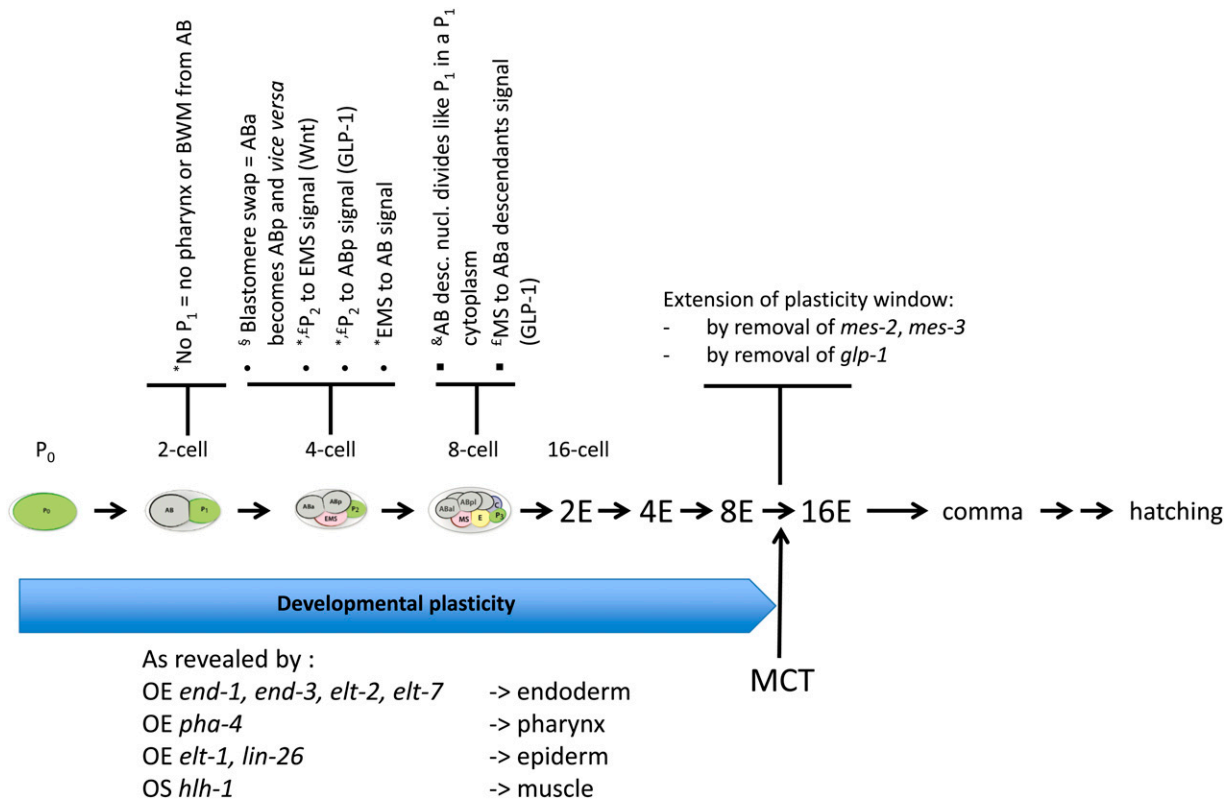 *No P₁ = no pharynx or BWM from AB
• § Blastomere swap = ABa
becomes ABp and vice versa
• *,£P₂ to EMS signal (Wnt)
• *,£P₂ to ABp signal (GLP-1)
• *EMS to AB signal
▪ &AB desc. nucl. divides like P₁ in a P₁
cytoplasm
▪ £MS to ABa descendants signal
(GLP-1)
Extension of plasticity window:
- by removal of mes-2, mes-3
- by removal of glp-1
P₀ 2-cell 4-cell 8-cell 16-cell
P₀
AB P₁
ABa ABp EMS P₂
ABal ABpl MS E C P₃
2E 4E 8E 16E comma hatching
Developmental plasticity
MCT
As revealed by :
OE end-1, end-3, elt-2, elt-7 -> endoderm
OE pha-4 -> pharynx
OE elt-1, lin-26 -> epiderm
OS hlh-1 -> muscle